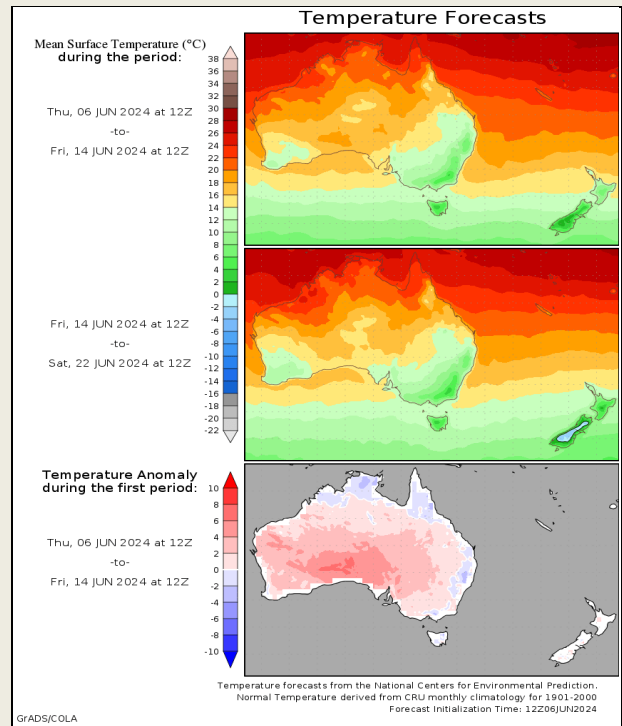 Temperature Forecasts
Mean Surface Temperature (°C)
during the period:
38
36
34
32
30
28
26
24
22
20
18
16
14
12
10
8
6
4
2
0
-2
-4
-6
-8
-10
-12
-14
-16
-18
-20
-22
Thu, 06 JUN 2024 at 12Z
-to-
Fri, 14 JUN 2024 at 12Z
Fri, 14 JUN 2024 at 12Z
-to-
Sat, 22 JUN 2024 at 12Z
Temperature Anomaly
during the first period:
10
8
6
4
2
0
-2
-4
-6
-8
-10
Thu, 06 JUN 2024 at 12Z
-to-
Fri, 14 JUN 2024 at 12Z
Temperature forecasts from the National Centers for Environmental Prediction.
Normal Temperature derived from CRU monthly climatology for 1901-2000
Forecast Initialization Time: 12Z06JUN2024
GrADS/COLA